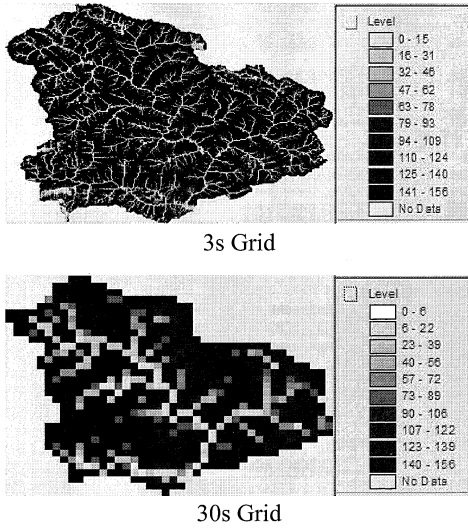 Level
0 - 15
16 - 31
32 - 46
47 - 62
63 - 78
79 - 93
94 - 109
110 - 124
125 - 140
141 - 156
No Data
3s Grid
Level
0 - 6
6 - 22
23 - 39
40 - 56
57 - 72
73 - 89
90 - 106
107 - 122
123 - 139
140 - 156
No Data
30s Grid